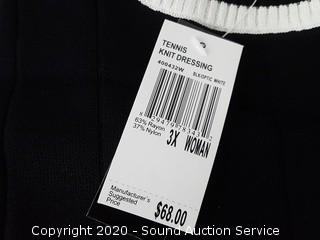 TENNIS
KNIT DRESSING
400432W
BLK/OPTIC WHITE
63% Rayon
37% Nylon
3X WOMAN
Manufacturer's
Suggested
Price
$68.00
Copyright 2020 - Sound Auction Service